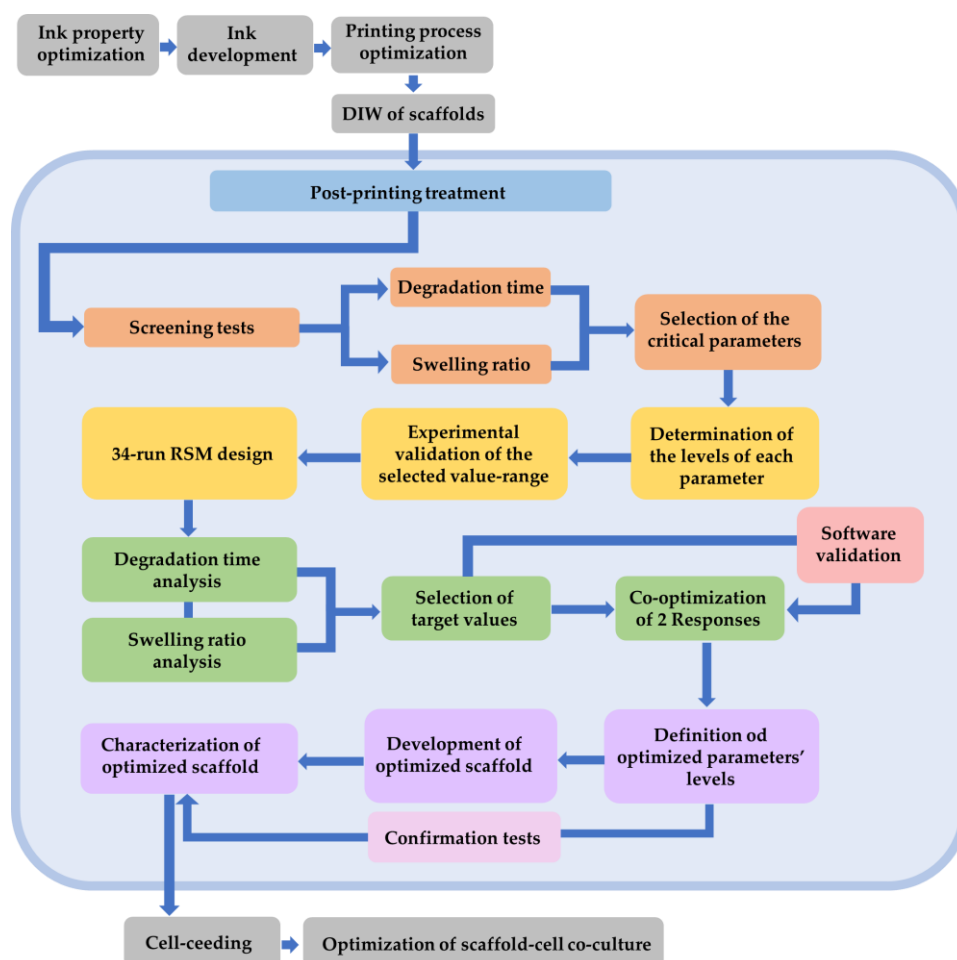 Ink property
optimization
Ink
development
Printing process
optimization
DIW of scaffolds
Post-printing treatment
Screening tests
Degradation time
Swelling ratio
Selection of the
critical parameters
34-run RSM design
Experimental
validation of the
selected value-range
Determination of
the levels of each
parameter
Degradation time
analysis
Swelling ratio
analysis
Selection of
target values
Co-optimization
of 2 Responses
Software
validation
Characterization of
optimized scaffold
Development of
optimized scaffold
Definition od
optimized parameters’
levels
Confirmation tests
Cell-ceeding
Optimization of scaffold-cell co-culture